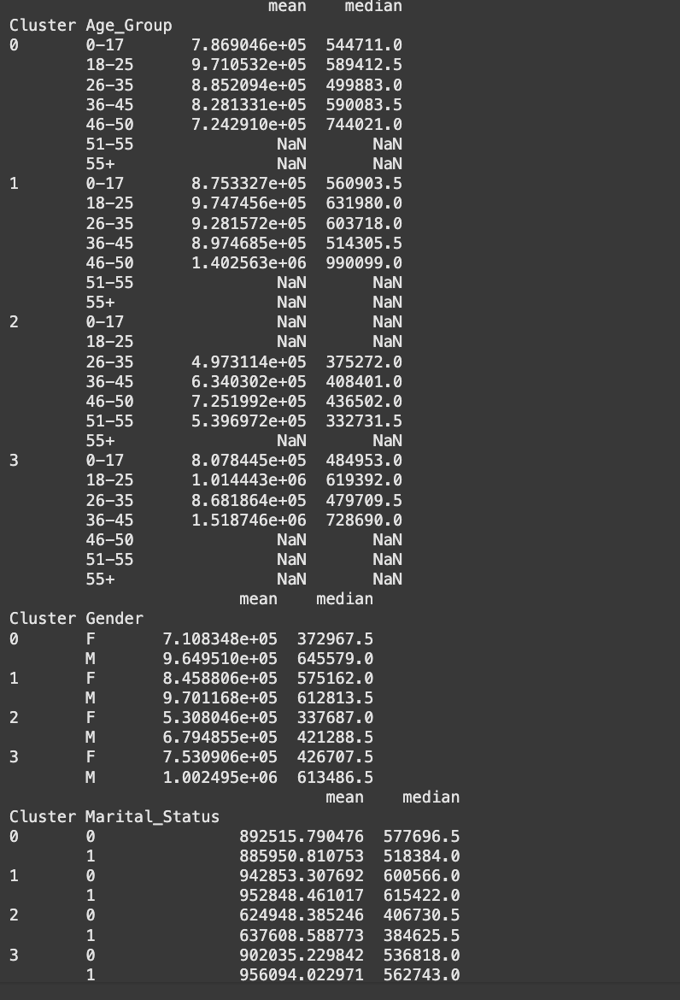 mean median
Cluster Age_Group
0 0-17 7.869046e+05 544711.0
18-25 9.710532e+05 589412.5
26-35 8.852094e+05 499883.0
36-45 8.281331e+05 590083.5
46-50 7.242910e+05 744021.0
51-55 NaN NaN
55+ NaN NaN
1 0-17 8.753327e+05 560903.5
18-25 9.747456e+05 631980.0
26-35 9.281572e+05 603718.0
36-45 8.974685e+05 514305.5
46-50 1.402563e+06 990099.0
51-55 NaN NaN
55+ NaN NaN
2 0-17 NaN NaN
18-25 NaN NaN
26-35 4.973114e+05 375272.0
36-45 6.340302e+05 408401.0
46-50 7.251992e+05 436502.0
51-55 5.396972e+05 332731.5
55+ NaN NaN
3 0-17 8.078445e+05 484953.0
18-25 1.014443e+06 619392.0
26-35 8.681864e+05 479709.5
36-45 1.518746e+06 728690.0
46-50 NaN NaN
51-55 NaN NaN
55+ NaN NaN
mean median
Cluster Gender
0 F 7.108348e+05 372967.5
M 9.649510e+05 645579.0
1 F 8.458806e+05 575162.0
M 9.701168e+05 612813.5
2 F 5.308046e+05 337687.0
M 6.794855e+05 421288.5
3 F 7.530906e+05 426707.5
M 1.002495e+06 613486.5
mean median
Cluster Marital_Status
0 0 892515.790476 577696.5
1 885950.810753 518384.0
1 0 942853.307692 600566.0
1 952848.461017 615422.0
2 0 624948.385246 406730.5
1 637608.588773 384625.5
3 0 902035.229842 536818.0
1 956094.022971 562743.0